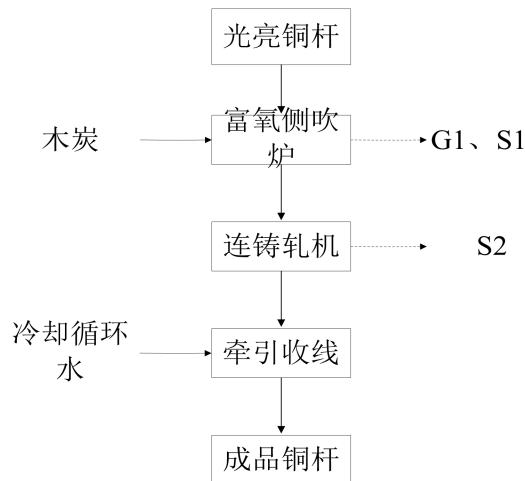 光亮铜杆
木炭
富氧侧吹
炉
G1、S1
连铸轧机
S2
冷却循环
水
牵引收线
成品铜杆